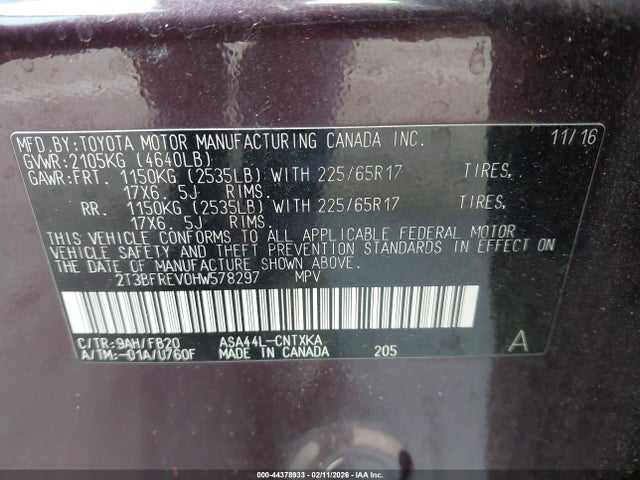 MFD.BY:TOYOTA MOTOR MANUFACTURING CANADA INC. 11/16
GVWR:2105KG (4640LB)
GAWR:FRT. 1150KG (2535LB) WITH 225/65R17 TIRES,
17X6. 5J RIMS
RR. 1150KG (2535LB) WITH 225/65R17 TIRES,
17X6. 5J RIMS.
THIS VEHICLE CONFORMS TO ALL APPLICABLE FEDERAL MOTOR
VEHICLE SAFETY AND THEFT PREVENTION STANDARDS IN EFFECT ON
THE DATE OF MANUFACTURE SHOWN ABOVE.
2T3BFREV0HW578297 MPV
C/TR:9AH/FB20 ASA44L-CNTXKA
A/TM:-01A/U760F MADE IN CANADA 205 A
000-44378933 - 02/11/2026 - IAA Inc.